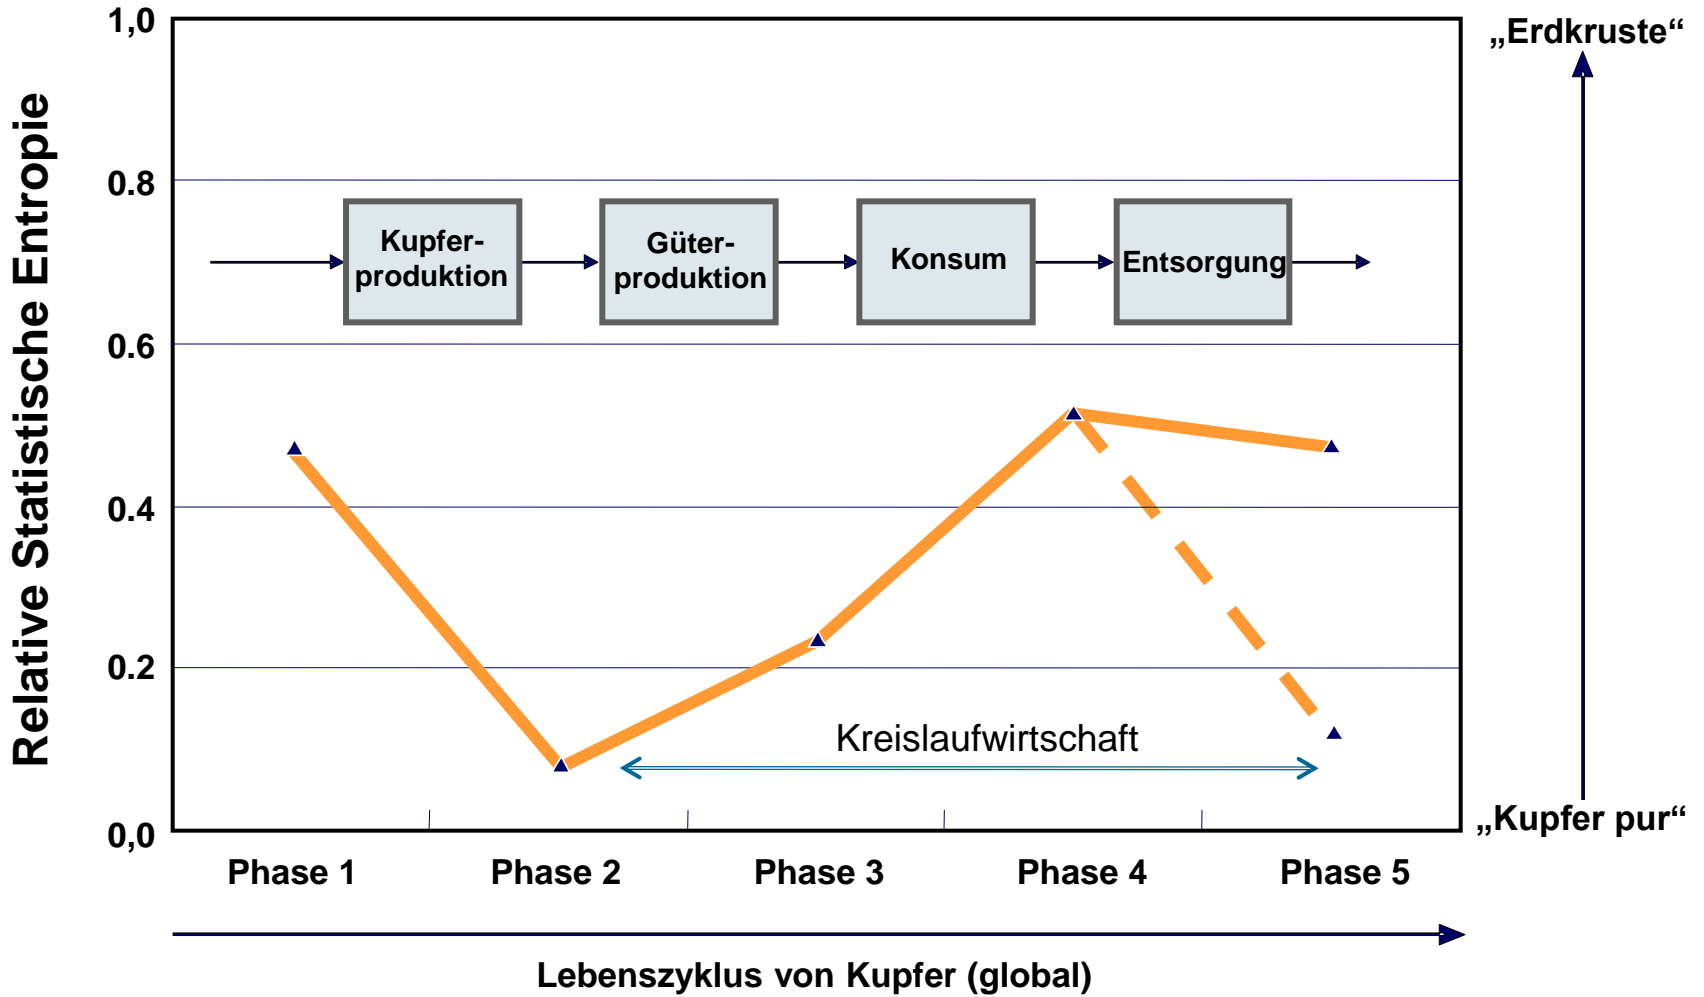 Relative Statistische Entropie
1,0
0.8
0.6
0.4
0.2
0,0
Kupfer-
produktion
Güter-
produktion
Konsum
Entsorgung
Kreislaufwirtschaft
„Erdkruste“
„Kupfer pur“
Phase 1
Phase 2
Phase 3
Phase 4
Phase 5
Lebenszyklus von Kupfer (global)